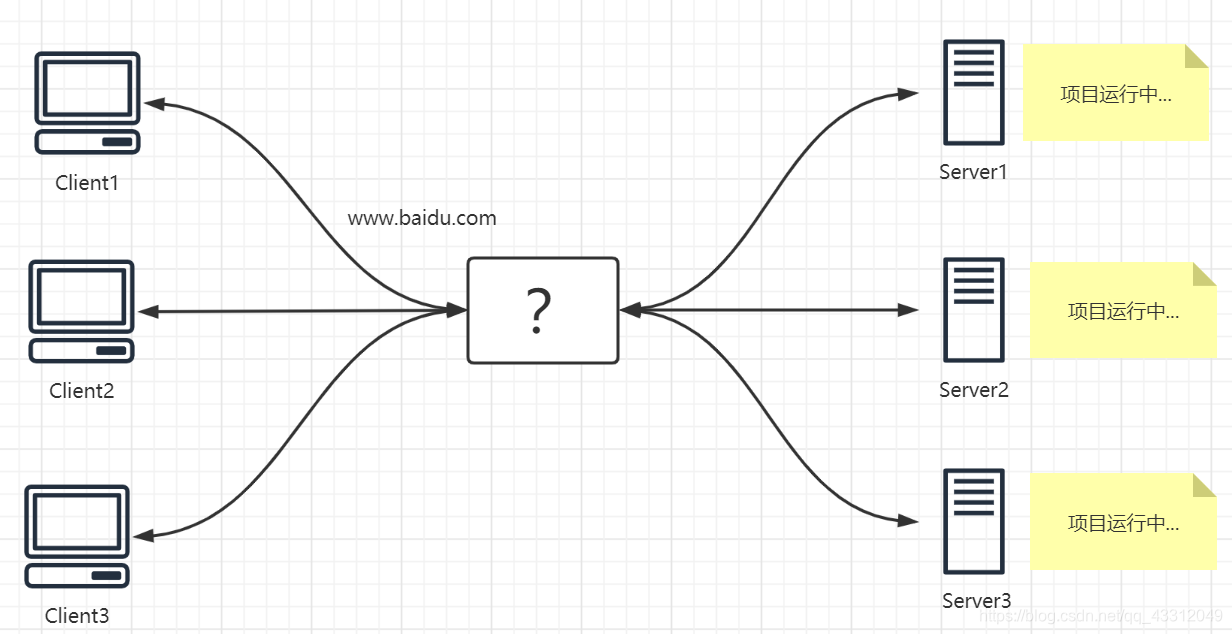 Client1
www.baidu.com
Client2
Client3
?
Server1
项目运行中...
Server2
项目运行中...
Server3
项目运行中...
https://blog.csdn.net/qq_43312049